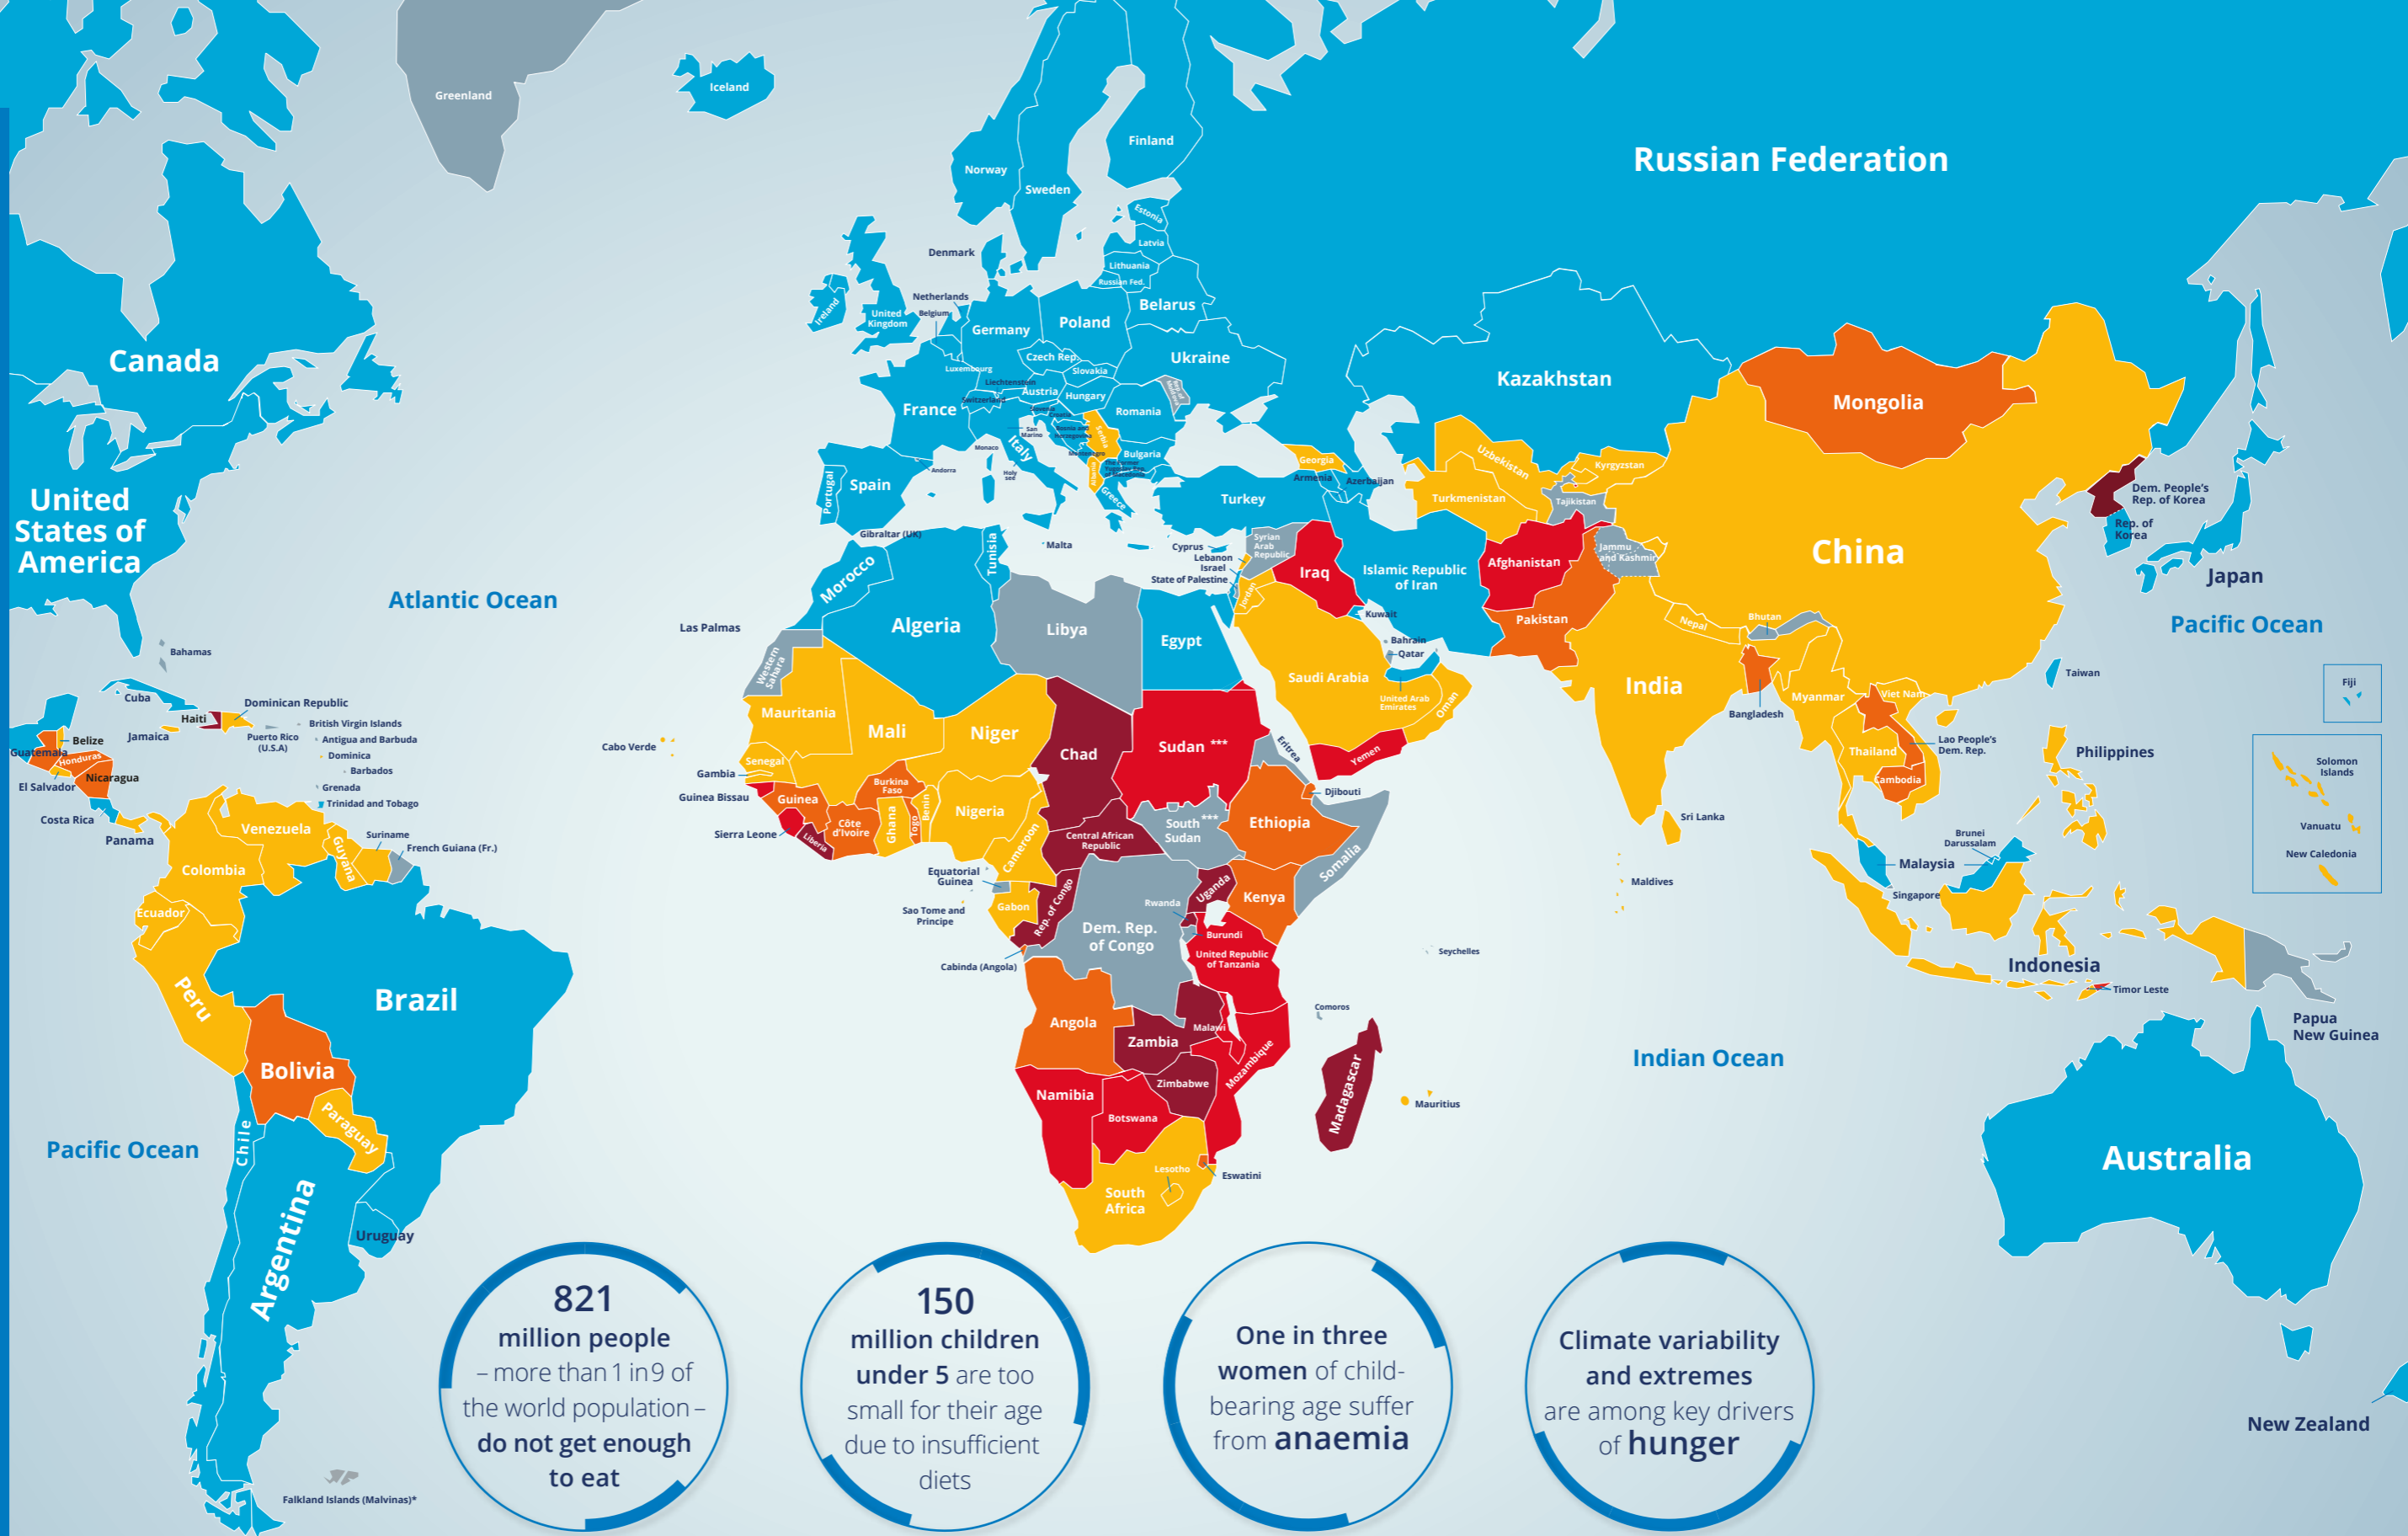 Greenland
Iceland
Norway
Sweden
Finland
Russian Federation
Estonia
Latvia
Lithuania
Russian Fed.
Denmark
Netherlands
Belgium
Ireland
United
Kingdom
Germany
Poland
Belarus
Czech Rep.
Ukraine
Luxembourg
Slovakia
Liechtenstein
Austria
Switzerland
Hungary
France
Romania
Slovenia
Croatia
Bosnia and
Herzegovina
Serbia
Montenegro
Bulgaria
San
Marino
Italy
Monaco
Andorra
Holy
see
Albania
Greece
Portugal
Spain
Gibraltar (UK)
Malta
Turkey
Georgia
Armenia
Azerbaijan
Kazakhstan
Uzbekistan
Kyrgyzstan
Turkmenistan
Tajikistan
Mongolia
China
Dem. People's
Rep. of Korea
Rep. of
Korea
Japan
Canada
United
States of
America
Atlantic Ocean
Pacific Ocean
Cyprus
Lebanon
Israel
State of Palestine
Syrian
Arab
Republic
Iraq
Jordan
Islamic Republic
of Iran
Afghanistan
Jammu
and Kashmir
Pakistan
Kuwait
Bahrain
Qatar
Saudi Arabia
United Arab
Emirates
Oman
Yemen
Nepal
Bhutan
India
Bangladesh
Myanmar
Viet Nam
Lao People's
Dem. Rep.
Thailand
Cambodia
Taiwan
Philippines
Sri Lanka
Maldives
Brunei
Darussalam
Malaysia
Singapore
Indonesia
Timor Leste
Papua
New Guinea
Fiji
Solomon
Islands
Vanuatu
New Caledonia
Las Palmas
Morocco
Tunisia
Algeria
Libya
Egypt
Western
Sahara
Mauritania
Mali
Niger
Chad
Sudan ***
Eritrea
Cabo Verde
Senegal
Gambia
Guinea Bissau
Guinea
Sierra Leone
Liberia
Côte
d'Ivoire
Burkina
Faso
Ghana
Togo
Benin
Nigeria
Cameroon
Central African
Republic
South ***
Sudan
Djibouti
Ethiopia
Somalia
Equatorial
Guinea
Sao Tome and
Principe
Gabon
Rep. of Congo
Dem. Rep.
of Congo
Uganda
Rwanda
Burundi
Kenya
United Republic
of Tanzania
Cabinda (Angola)
Angola
Zambia
Malawi
Mozambique
Zimbabwe
Namibia
Botswana
Lesotho
South
Africa
Eswatini
Madagascar
Comoros
Seychelles
Mauritius
Indian Ocean
Australia
New Zealand
Bahamas
Cuba
Haiti
Dominican Republic
Jamaica
Puerto Rico
(U.S.A)
British Virgin Islands
Antigua and Barbuda
Dominica
Barbados
Grenada
Trinidad and Tobago
Belize
Guatemala
Honduras
El Salvador
Nicaragua
Costa Rica
Panama
Venezuela
Suriname
Guyana
French Guiana (Fr.)
Colombia
Ecuador
Peru
Brazil
Bolivia
Paraguay
Chile
Argentina
Uruguay
Pacific Ocean
Falkland Islands (Malvinas)*
821
million people
– more than 1 in 9 of
the world population –
do not get enough
to eat
150
million children
under 5 are too
small for their age
due to insufficient
diets
One in three
women of child-
bearing age suffer
from anaemia
Climate variability
and extremes
are among key drivers
of hunger